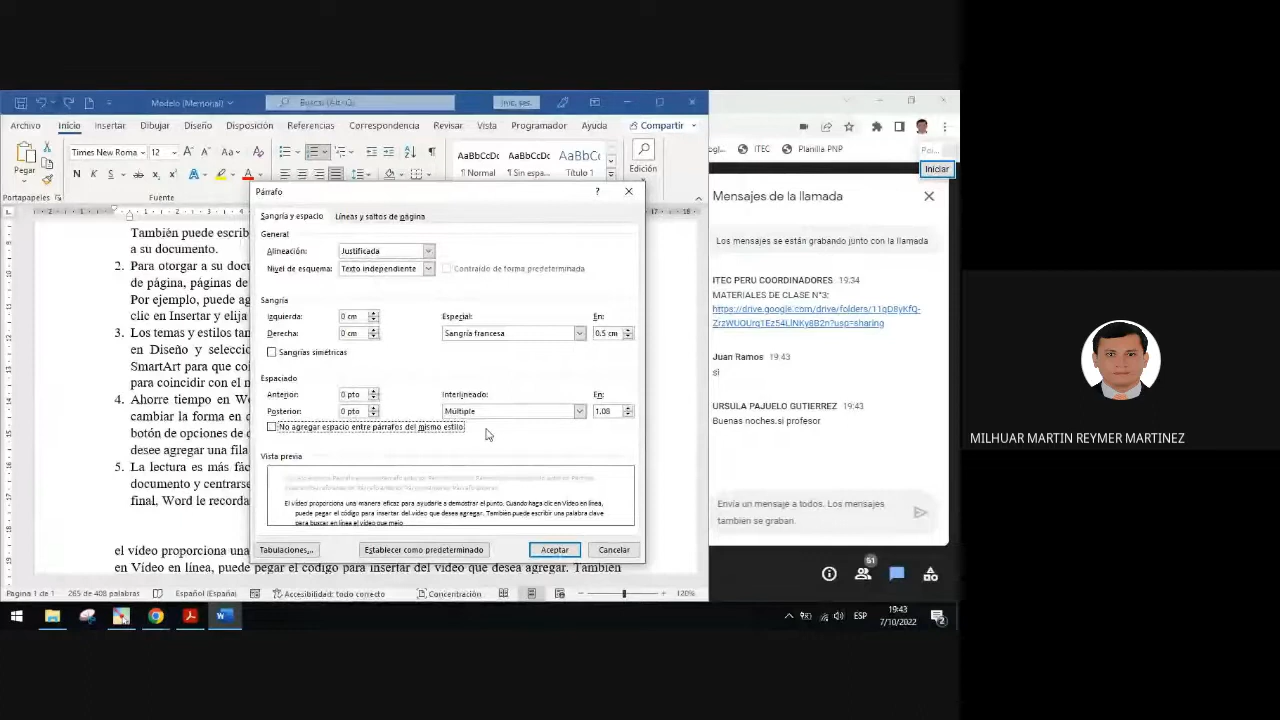 Modelo (Memorial)
Buscar (Alt+Q)
Inic. ses.
Archivo Inicio Insertar Dibujar Diseño Disposición Referencias Correspondencia Revisar Vista Programador Ayuda Compartir
Pegar
Times New Roma 12
N K S
AaBbCcDc AaBbCcDc AaBbCc
¶ Normal ¶ Sin espa... Título 1
Edición
Portapapeles Fuente
También puede escrib
a su documento.
2. Para otorgar a su docu
de página, páginas de
Por ejemplo, puede ag
clic en Insertar y elija
3. Los temas y estilos tan
en Diseño y seleccio
SmartArt para que co
para coincidir con el n
4. Ahorre tiempo en Wo
cambiar la forma en q
botón de opciones de d
desee agregar una fila
5. La lectura es más fác
documento y centrarse
final, Word le recorda
el vídeo proporciona una
en Vídeo en línea, puede pegar el código para insertar del vídeo que desea agregar. También
Párrafo
Sangría y espacio Líneas y saltos de página
General
Alineación: Justificada
Nivel de esquema: Texto independiente Contraído de forma predeterminada
Sangría
Izquierda: 0 cm Especial: En:
Derecha: 0 cm Sangría francesa 0.5 cm
Sangrías simétricas
Espaciado
Anterior: 0 pto Interlineado: En:
Posterior: 0 pto Múltiple 1.08
No agregar espacio entre párrafos del mismo estilo
Vista previa
El vídeo proporciona una manera eficaz para ayudarle a demostrar el punto. Cuando haga clic en Vídeo en línea,
puede pegar el código para insertar del vídeo que desea agregar. También puede escribir una palabra clave
para buscar en línea el vídeo que mejo
Tabulaciones... Establecer como predeterminado Aceptar Cancelar
Página 1 de 1 265 de 408 palabras Español (España) Accesibilidad: todo correcto Concentración 120%
ITEC Planilla PNP
Iniciar
Mensajes de la llamada
Los mensajes se están grabando junto con la llamada
ITEC PERU COORDINADORES 19:34
MATERIALES DE CLASE N°3:
Juan Ramos 19:43
si
URSULA PAJUELO GUTIERREZ 19:43
Buenas noches.si profesor
Envía un mensaje a todos. Los mensajes
también se graban.
51
ESP
19:43
7/10/2022
2
MILHUAR MARTIN REYMER MARTINEZ